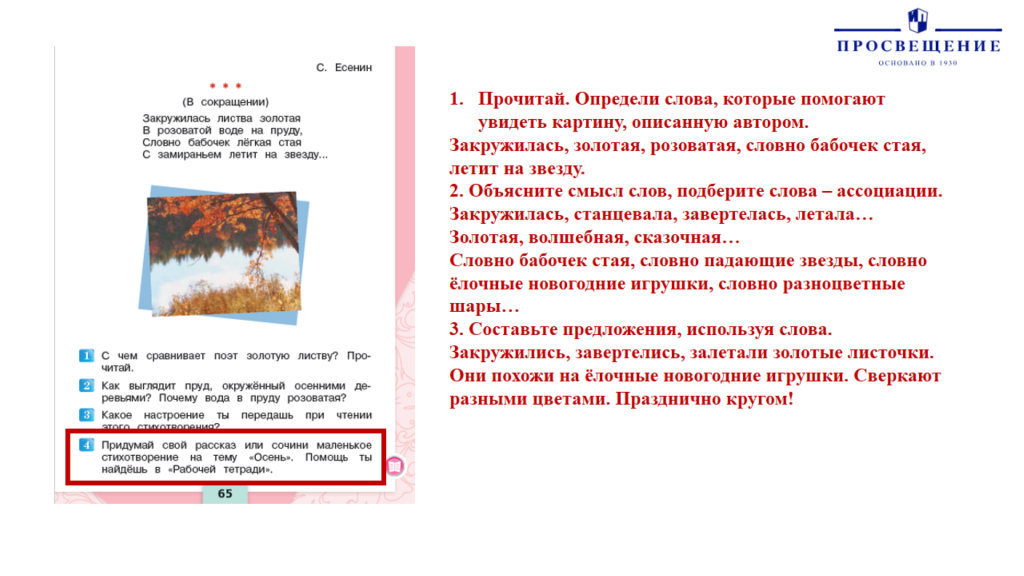 ПРОСВЕЩЕНИЕ
ОСНОВАНО В 1930
С. Есенин
* * *
(В сокращении)
Закружилась листва золотая
В розоватой воде на пруду,
Словно бабочек лёгкая стая
С замираньем летит на звезду...
1 С чем сравнивает поэт золотую листву? Про-
читай.
2 Как выглядит пруд, окружённый осенними де-
ревьями? Почему вода в пруду розоватая?
3 Какое настроение ты передашь при чтении
этого стихотворения?
4 Придумай свой рассказ или сочини маленькое
стихотворение на тему «Осень». Помощь ты
найдёшь в «Рабочей тетради».
65
1. Прочитай. Определи слова, которые помогают
увидеть картину, описанную автором.
Закружилась, золотая, розоватая, словно бабочек стая,
летит на звезду.
2. Объясните смысл слов, подберите слова – ассоциации.
Закружилась, станцевала, завертелась, летала…
Золотая, волшебная, сказочная…
Словно бабочек стая, словно падающие звезды, словно
ёлочные новогодние игрушки, словно разноцветные
шары…
3. Составьте предложения, используя слова.
Закружились, завертелись, залетали золотые листочки.
Они похожи на ёлочные новогодние игрушки. Сверкают
разными цветами. Празднично кругом!